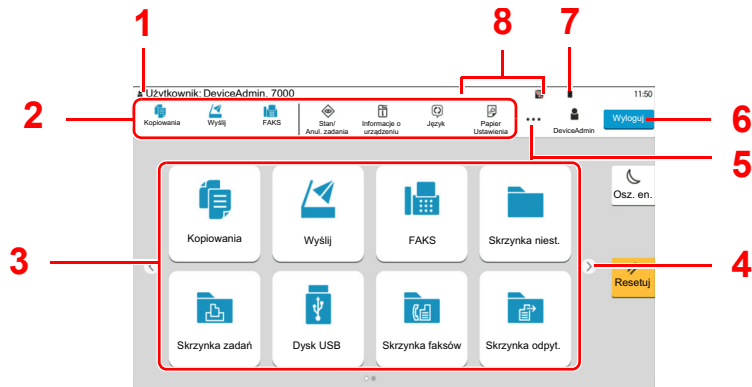 1
8
7
Użytkownik: DeviceAdmin. 7000
11:50
2
Kopiowania
Wyślij
FAKS
Stan/
Anul. zadania
Informacje o
urządzeniu
Język
Papier
Ustawienia
DeviceAdmin
Wyloguj
6
5
Osz. en.
Kopiowania
Wyślij
FAKS
Skrzynka niest.
3
4
Resetuj
Skrzynka zadań
Dysk USB
Skrzynka faksów
Skrzynka odpyt.